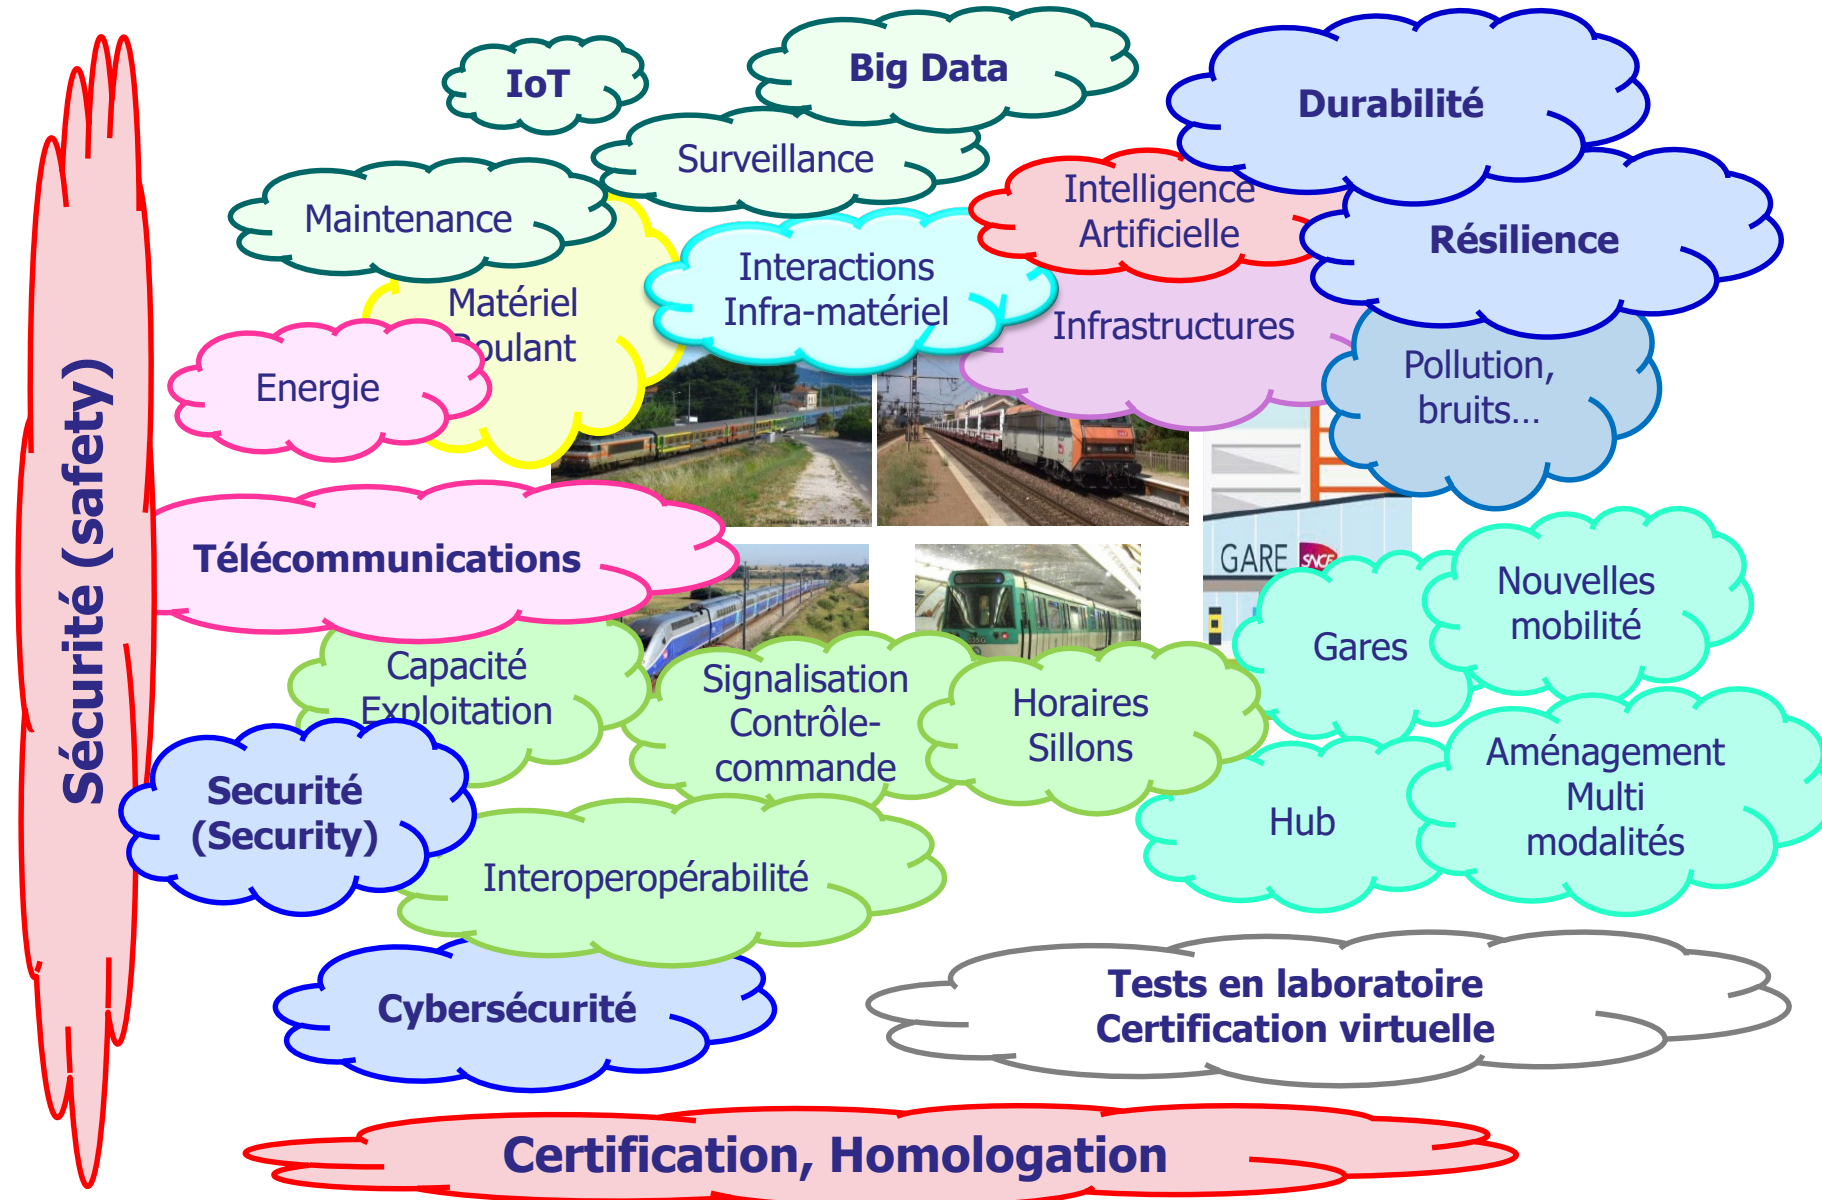 IoT
Big Data
Durabilité
Surveillance
Maintenance
Intelligence
Artificielle
Résilience
Interactions
Infra-matériel
Matériel
Roulant
Infrastructures
Energie
Pollution,
bruits...
Sécurité (safety)
Télécommunications
GARE SNCF
Nouvelles
mobilité
Gares
Capacité
Exploitation
Signalisation
Contrôle-
commande
Horaires
Sillons
Securité
(Security)
Aménagement
Multi
modalités
Hub
Interoperopérabilité
Cybersécurité
Tests en laboratoire
Certification virtuelle
Certification, Homologation